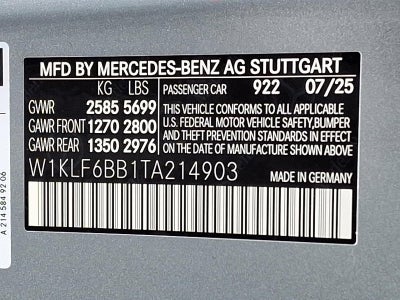 MFD BY MERCEDES-BENZ AG STUTTGART
KG LBS PASSENGER CAR 922 07/25
GVWR 2585 5699 THIS VEHICLE CONFORMS TO ALL APPLICABLE
GAWR FRONT 1270 2800 U.S. FEDERAL MOTOR VEHICLE SAFETY,BUMPER
AND THEFT PREVENTION STANDARDS IN EFFECT
GAWR REAR 1350 2976 ON THE DATE OF MANUFACTURE SHOWN ABOVE
W1KLF6BB1TA214903 MADE IN GERMANY
A 214 584 92 06